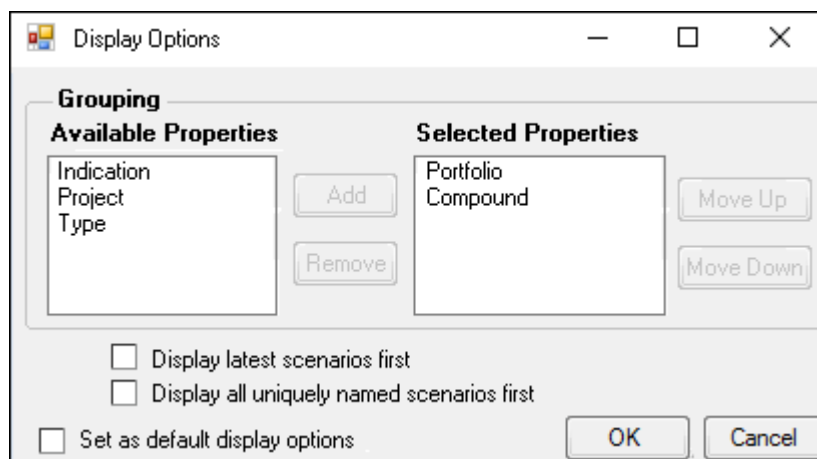 Display Options
Grouping
Available Properties
Selected Properties
Indication
Project
Type
Add
Remove
Portfolio
Compound
Move Up
Move Down
Display latest scenarios first
Display all uniquely named scenarios first
Set as default display options
OK
Cancel